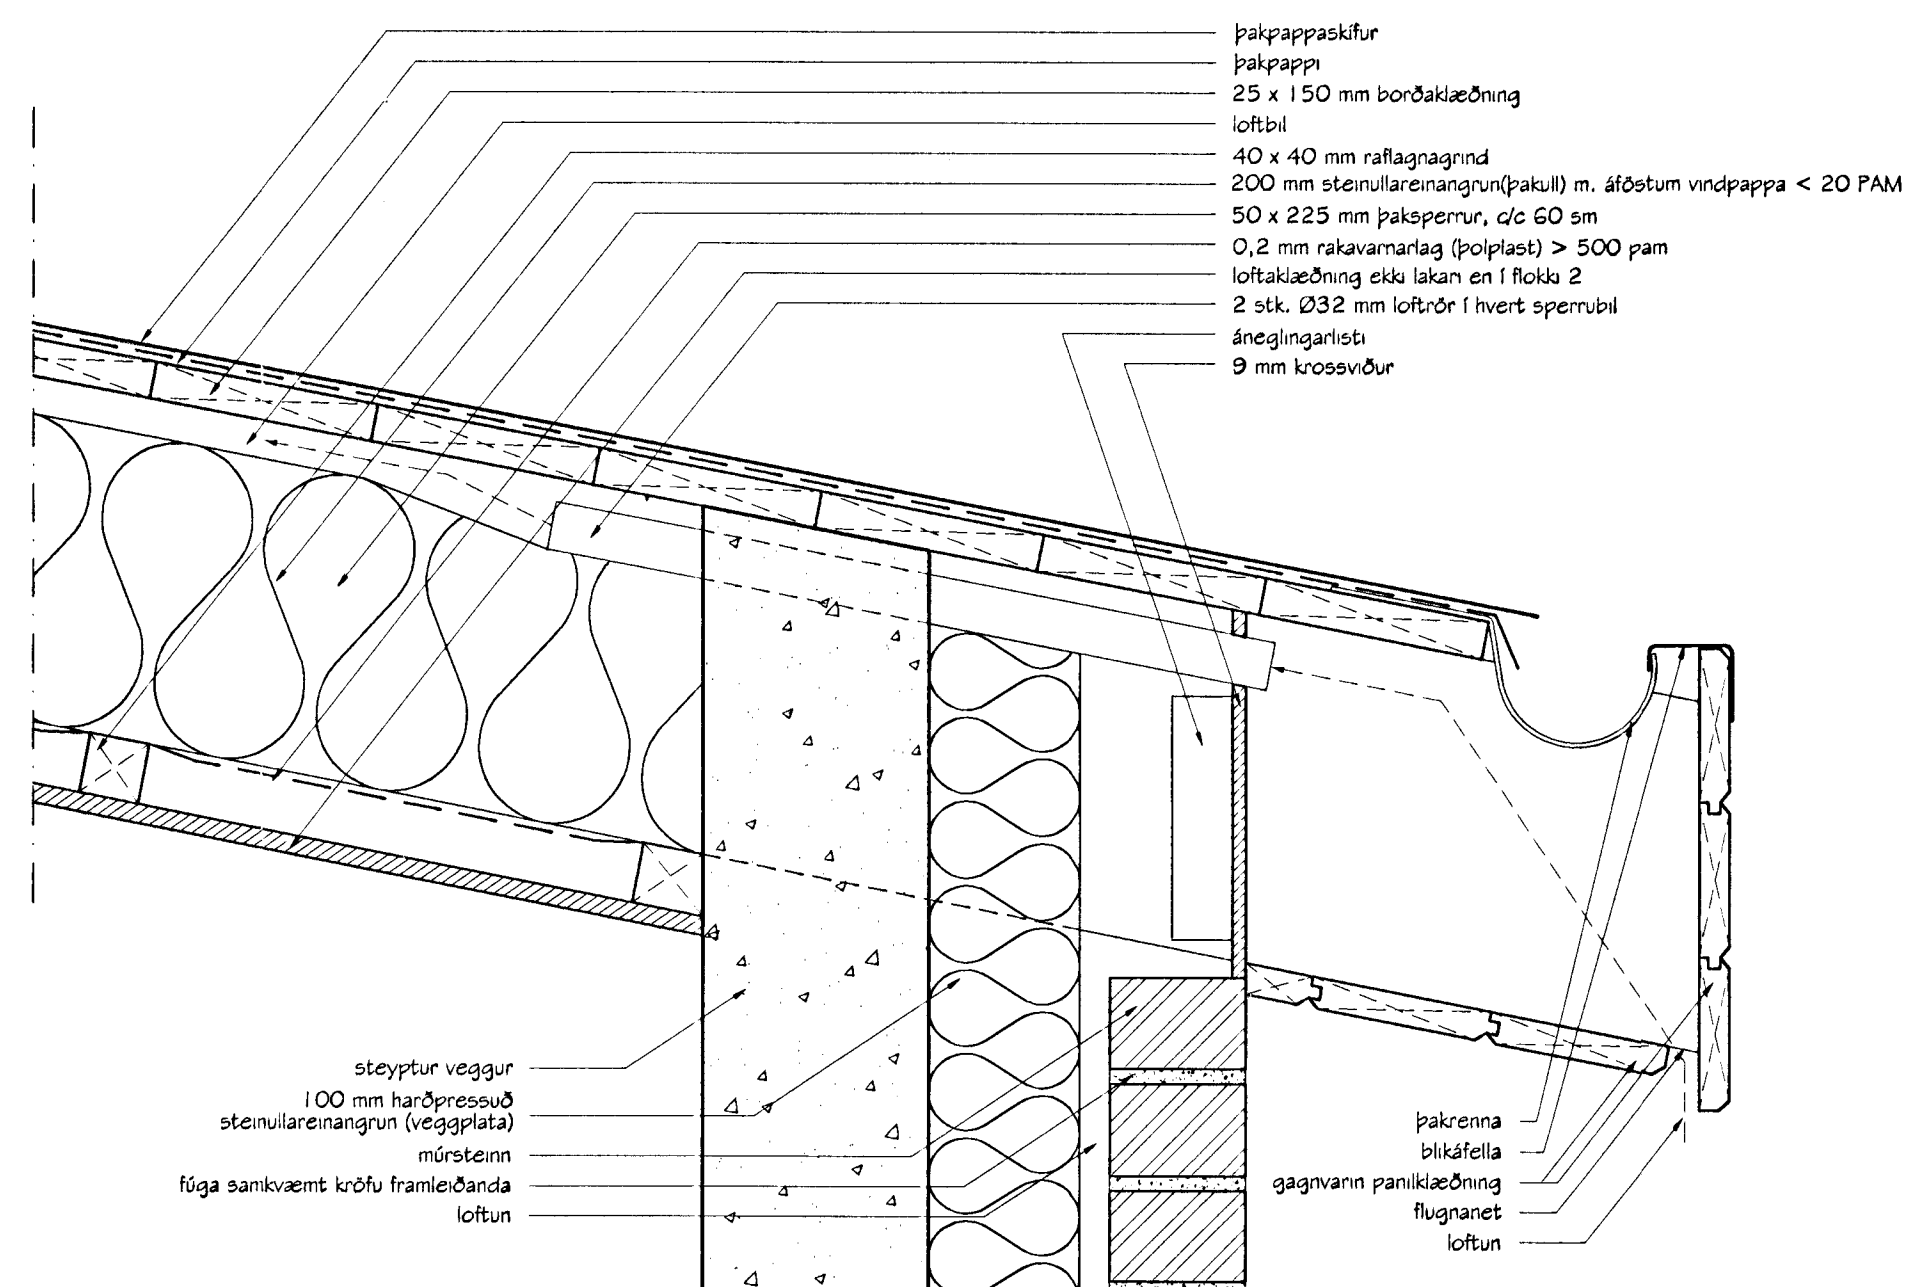 þakpappaskífur
þakpappi
25 x 150 mm borðaklæðning
loftbil
40 x 40 mm raflagnagrind
200 mm steinullareinangrun(þakull) m. áföstum vindpappa < 20 PAM
50 x 225 mm þaksperrur, c/c 60 sm
0,2 mm rakavarnarlag (þolplast) > 500 pam
loftaklæðning ekki lakari en í flokki 2
2 stk. Ø32 mm loftrör í hvert sperrubil
áneglingarlisti
9 mm krossviður
steyptur veggur
100 mm harðpressuð
steinullareinangrun (veggplata)
múrsteinn
fúga samkvæmt kröfu framleiðanda
loftun
þakrenna
blikáfella
gagnvarin panilklæðning
flugnanet
loftun